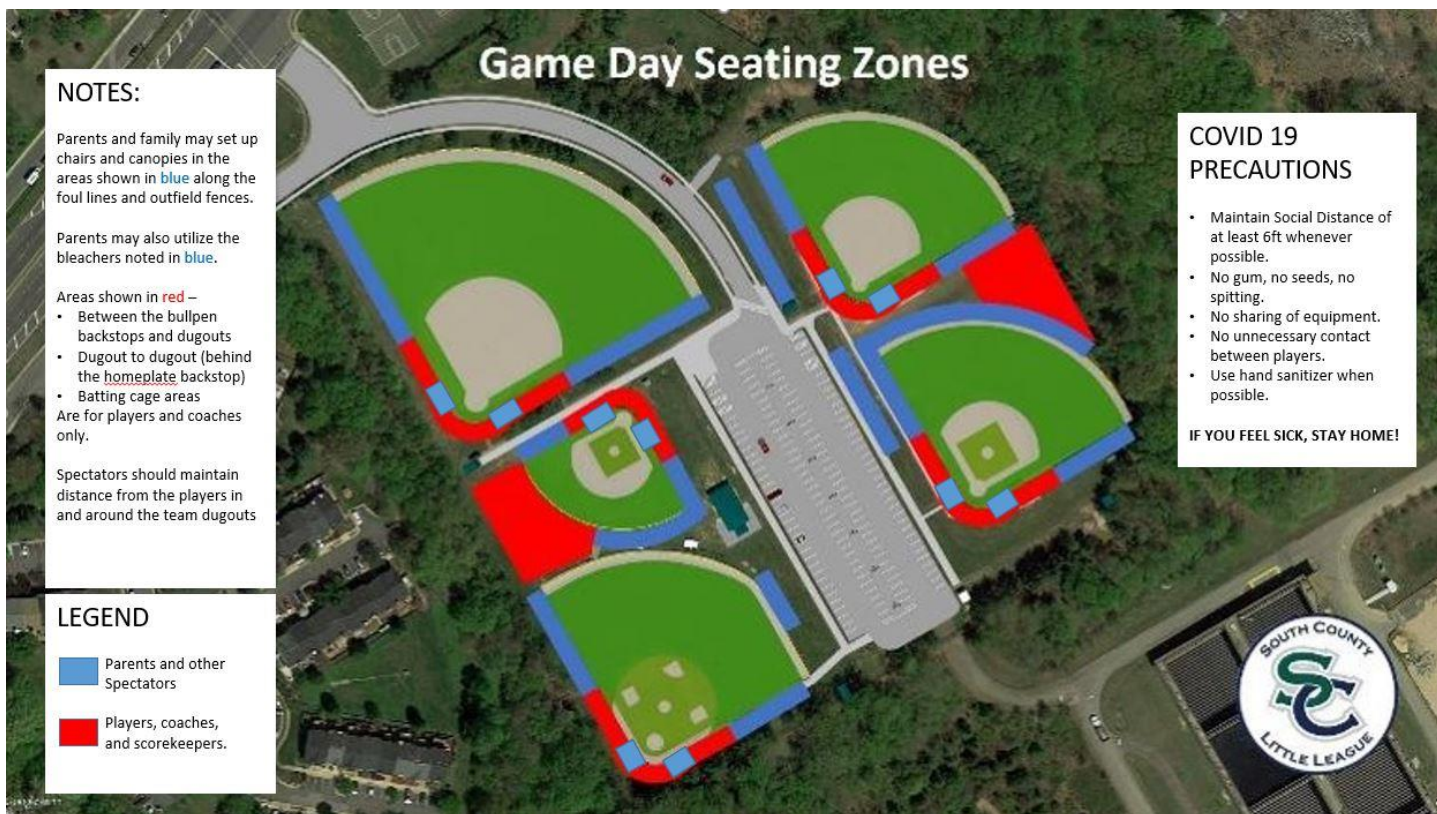 Game Day Seating Zones
NOTES:
Parents and family may set up
chairs and canopies in the
areas shown in blue along the
foul lines and outfield fences.
Parents may also utilize the
bleachers noted in blue.
Areas shown in red –
• Between the bullpen
backstops and dugouts
• Dugout to dugout (behind
the homeplate backstop)
• Batting cage areas
Are for players and coaches
only.
Spectators should maintain
distance from the players in
and around the team dugouts
LEGEND
Parents and other
Spectators
Players, coaches,
and scorekeepers.
COVID 19
PRECAUTIONS
• Maintain Social Distance of
at least 6ft whenever
possible.
• No gum, no seeds, no
spitting.
• No sharing of equipment.
• No unnecessary contact
between players.
• Use hand sanitizer when
possible.
IF YOU FEEL SICK, STAY HOME!
SOUTH COUNTY
SC
LITTLE LEAGUE